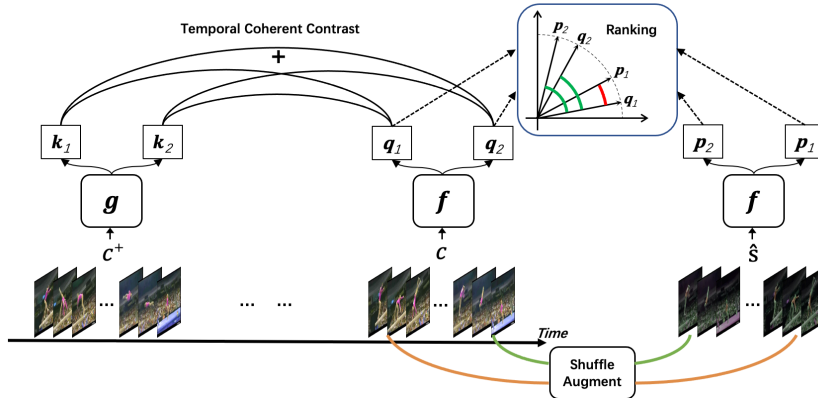 Temporal Coherent Contrast
+
Ranking
p2
q2
p1
q1
k1
k2
q1
q2
p2
p1
g
f
f
C+
C
Ŝ
...
... ...
...
...
Time
Shuffle
Augment